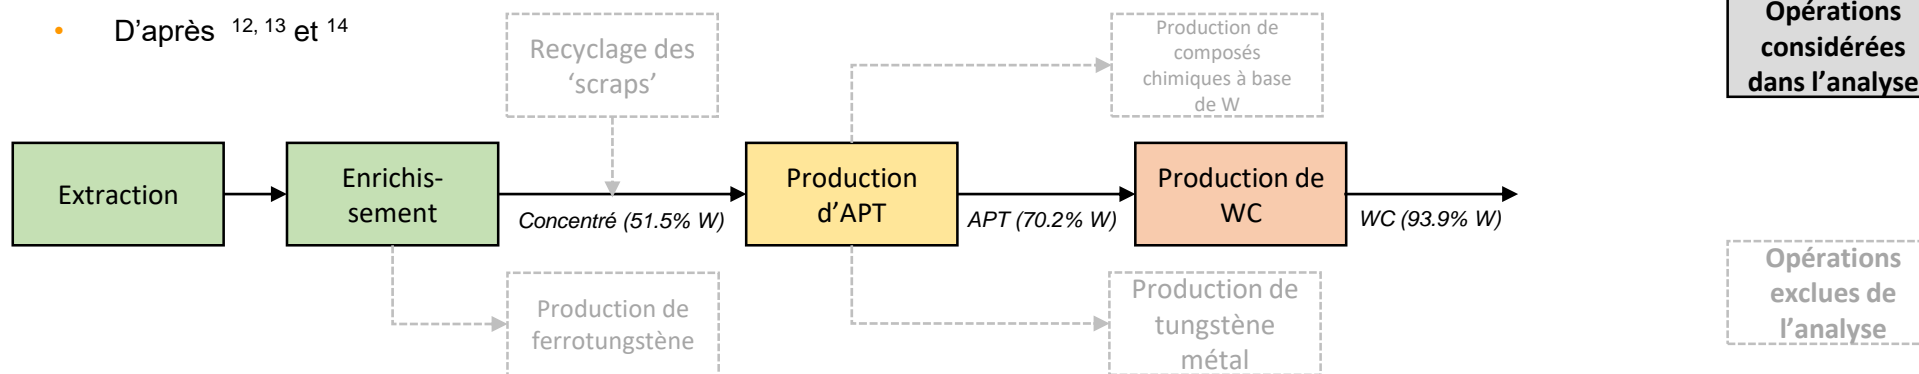 • D'après 12, 13 et 14
Recyclage des
‘scraps’
Production de
composés
chimiques à base
de W
Opérations
considérées
dans l’analyse
Extraction
Enrichis-
sement
Concentré (51.5% W)
Production
d’APT
APT (70.2% W)
Production de
WC
WC (93.9% W)
Production de
ferrotungstène
Production de
tungstène
métal
Opérations
exclues de
l’analyse